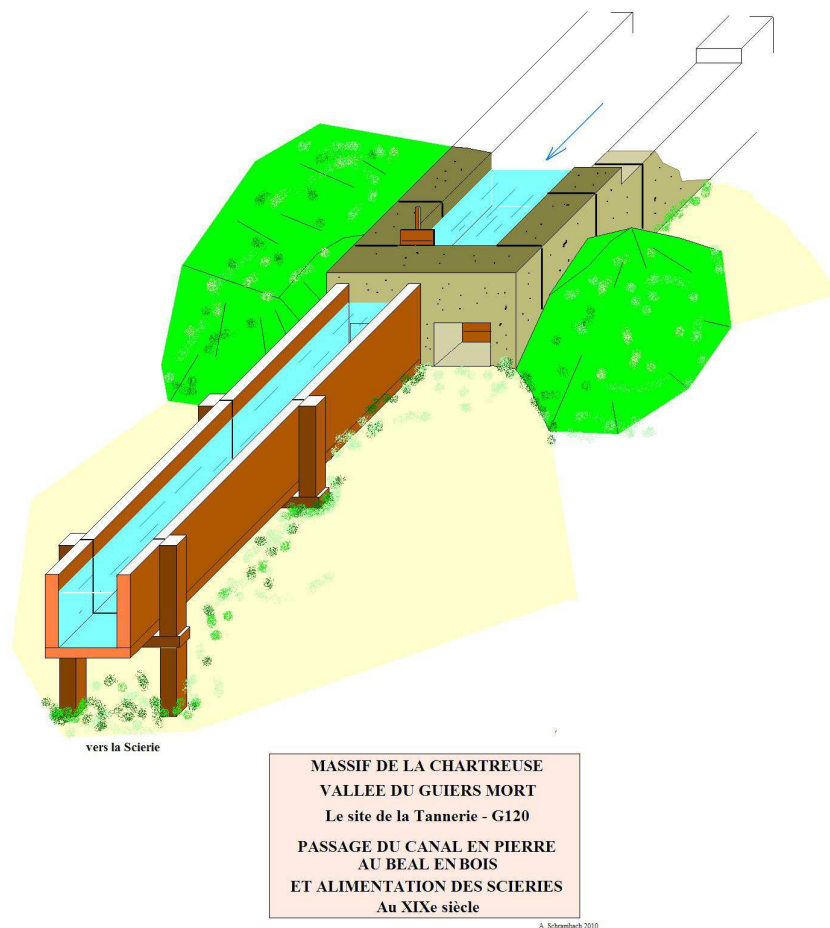 vers la Scierie
MASSIF DE LA CHARTREUSE
VALLEE DU GUIERS MORT
Le site de la Tannerie - G120
PASSAGE DU CANAL EN PIERRE
AU BEAL EN BOIS
ET ALIMENTATION DES SCIERIES
Au XIXe siècle
A. Schrambach 2010